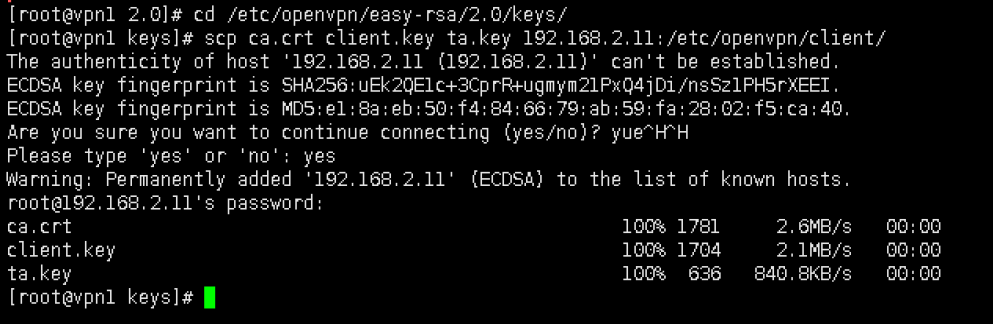 [root@vpn1 2.0]# cd /etc/openvpn/easy-rsa/2.0/keys/
[root@vpn1 keys]# scp ca.crt client.key ta.key 192.168.2.11:/etc/openvpn/client/
The authenticity of host '192.168.2.11 (192.168.2.11)' can't be established.
ECDSA key fingerprint is SHA256:uEk2QElc+3CprR+ugmym2lPxQ4jDi/nsSzlPH5rXEEI.
ECDSA key fingerprint is MD5:e1:8a:eb:50:f4:84:66:79:ab:59:fa:28:02:f5:ca:40.
Are you sure you want to continue connecting (yes/no)? yue^H^H
Please type 'yes' or 'no': yes
Warning: Permanently added '192.168.2.11' (ECDSA) to the list of known hosts.
root@192.168.2.11's password:
ca.crt 100% 1781 2.6MB/s 00:00
client.key 100% 1704 2.1MB/s 00:00
ta.key 100% 636 840.8KB/s 00:00
[root@vpn1 keys]#